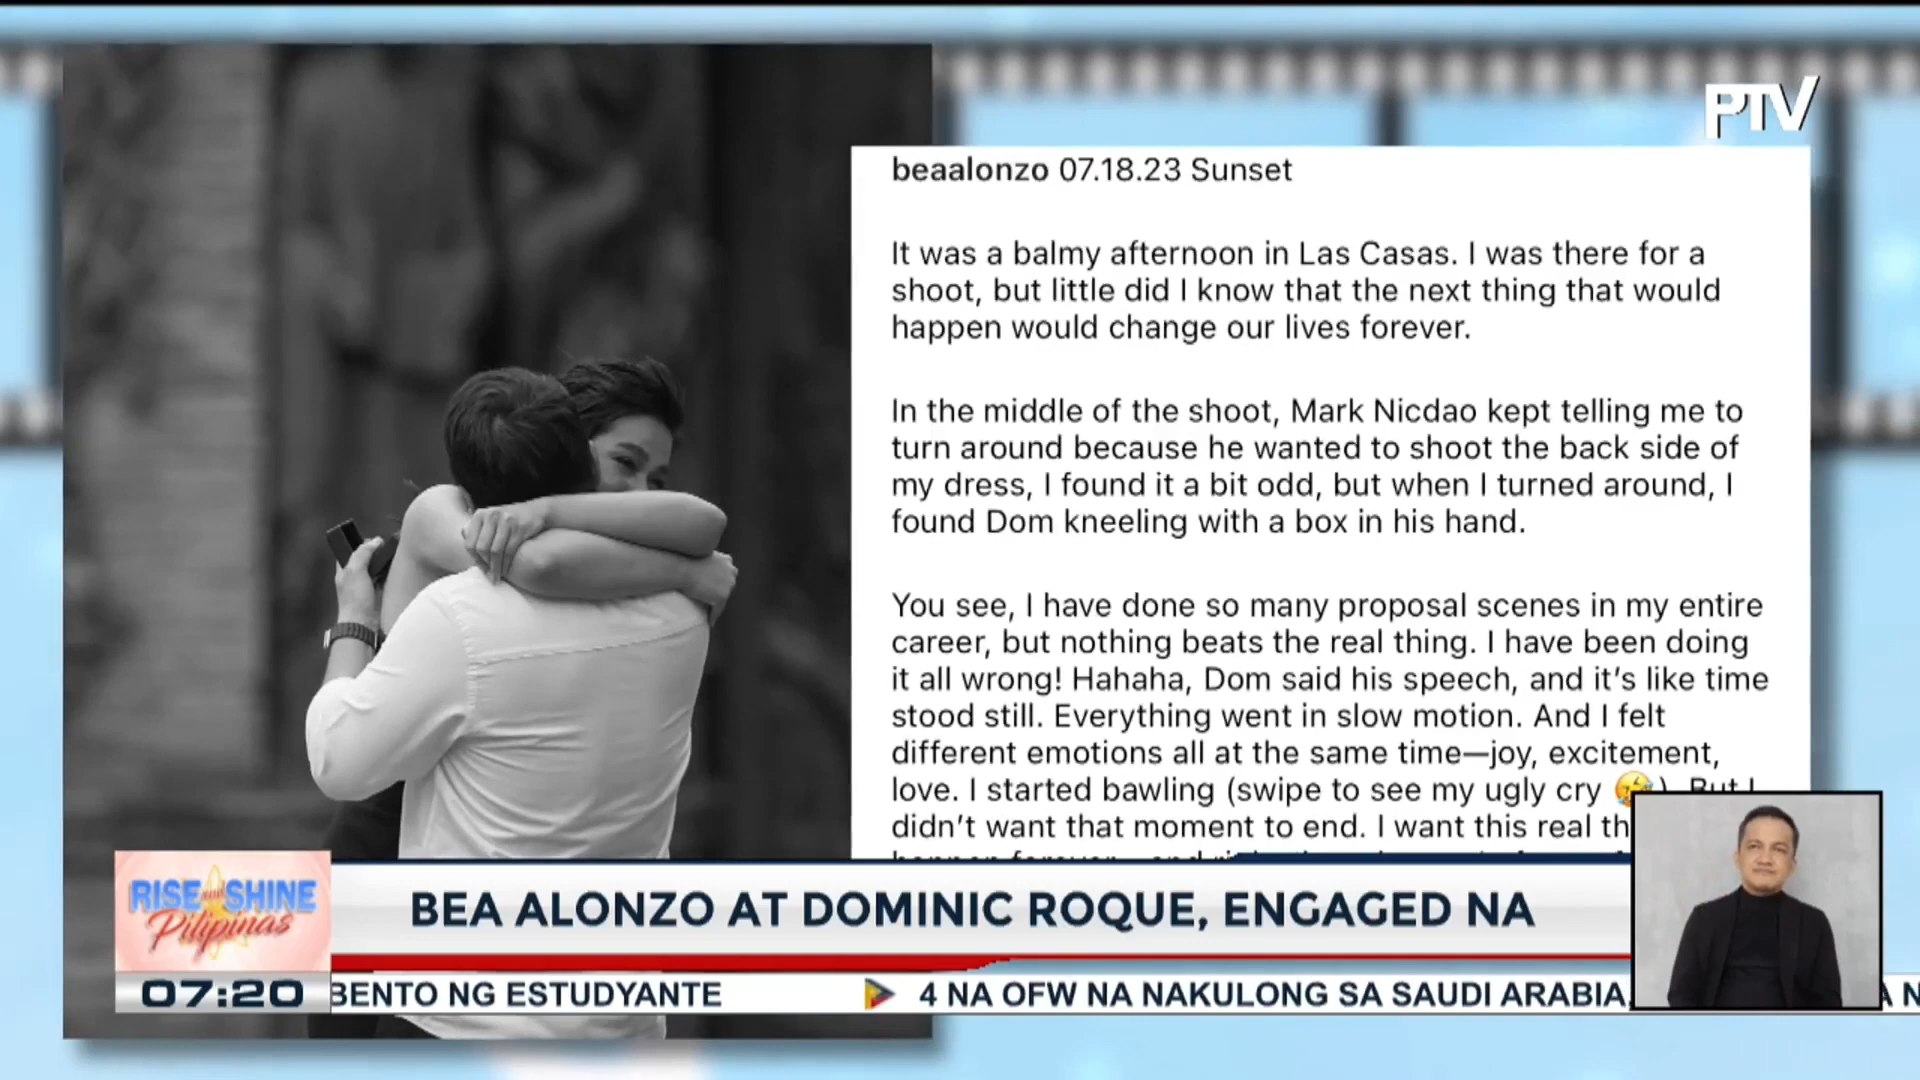 PTV
beaalonzo 07.18.23 Sunset
It was a balmy afternoon in Las Casas. I was there for a
shoot, but little did I know that the next thing that would
happen would change our lives forever.
In the middle of the shoot, Mark Nicdao kept telling me to
turn around because he wanted to shoot the back side of
my dress, I found it a bit odd, but when I turned around, I
found Dom kneeling with a box in his hand.
You see, I have done so many proposal scenes in my entire
career, but nothing beats the real thing. I have been doing
it all wrong! Hahaha, Dom said his speech, and it’s like time
stood still. Everything went in slow motion. And I felt
different emotions all at the same time—joy, excitement,
love. I started bawling (swipe to see my ugly cry 🤣). But I
didn’t want that moment to end. I want this real th
RISE and SHINE
Pilipinas
BEA ALONZO AT DOMINIC ROQUE, ENGAGED NA
07:20
BENTO NG ESTUDYANTE 4 NA OFW NA NAKULONG SA SAUDI ARABIA,